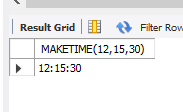 Result Grid Filter Row
MAKETIME(12,15,30)
12:15:30